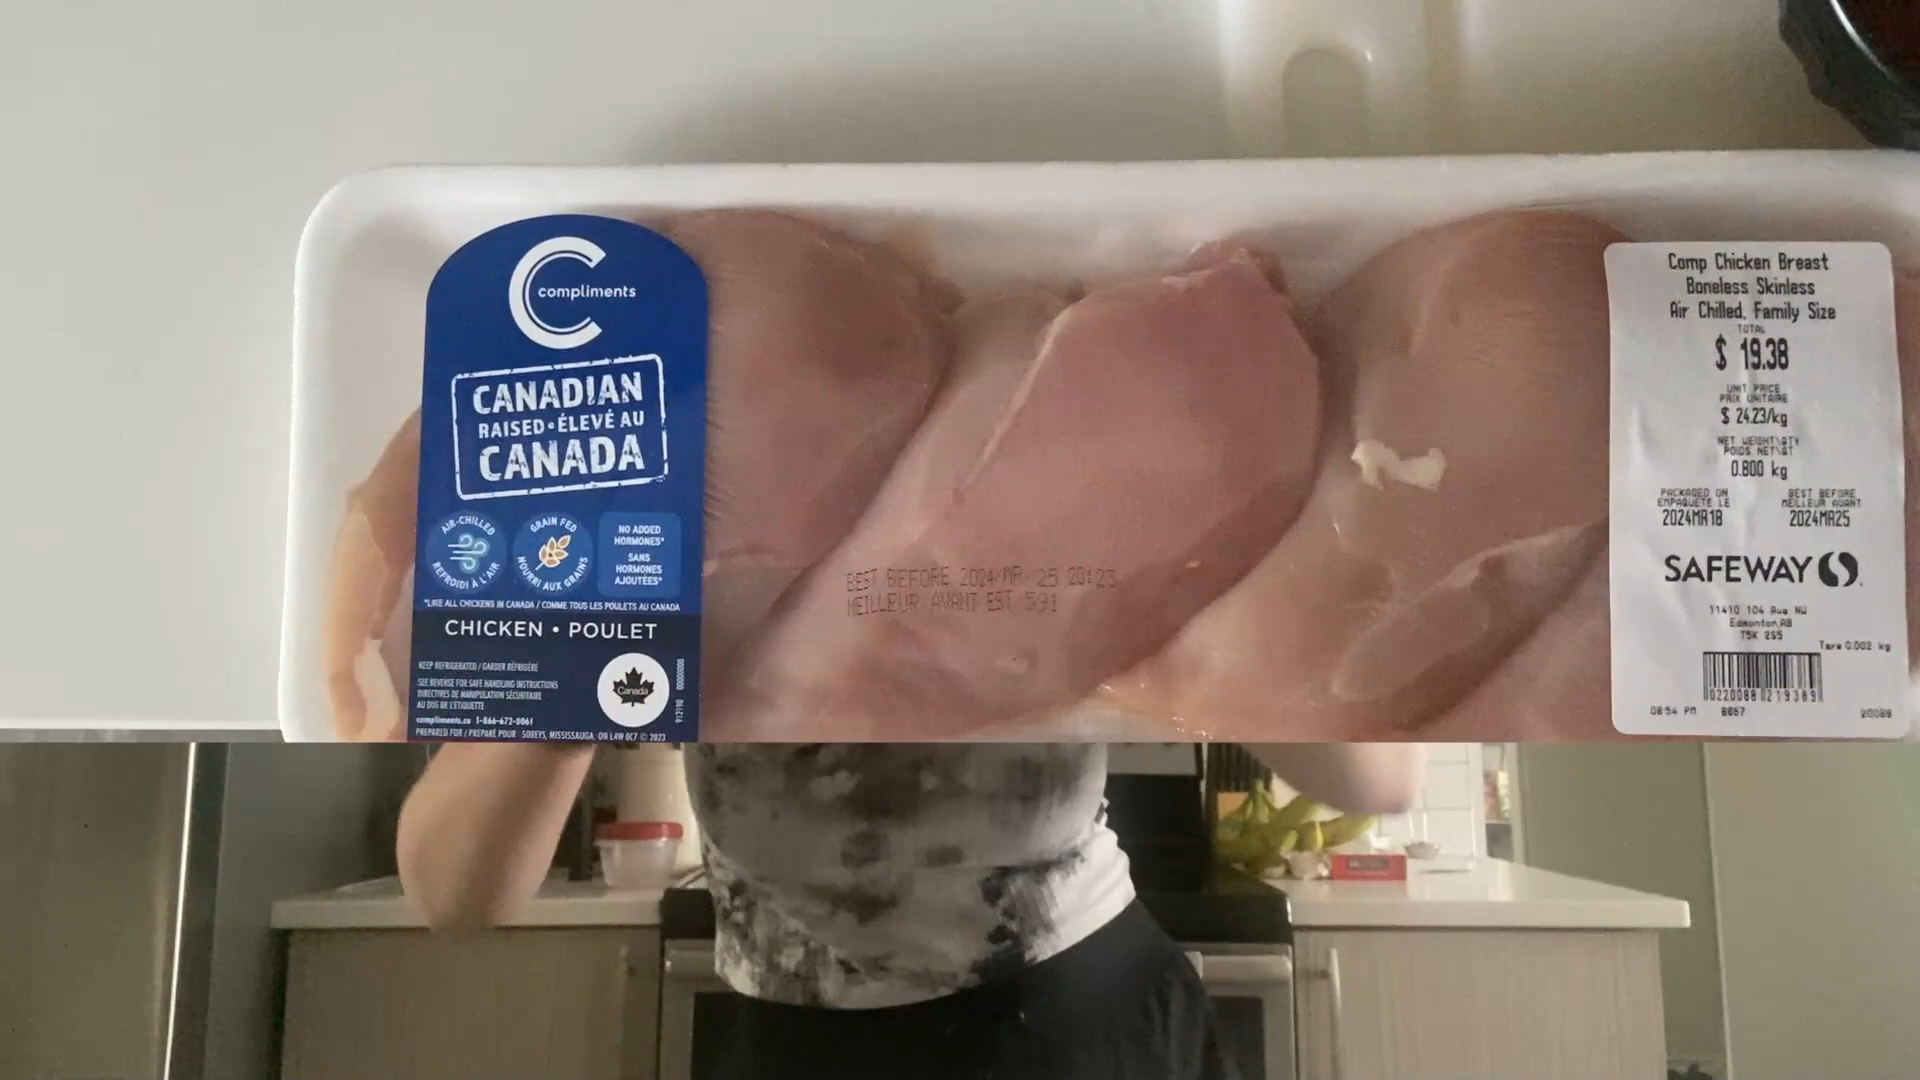 compliments
CANADIAN
RAISED • ÉLEVÉ AU
CANADA
AIR-CHILLED
REFROIDI À L'AIR
GRAIN FED
NOURRI AUX GRAINS
NO ADDED
HORMONES*
SANS
HORMONES
AJOUTÉES*
*LIKE ALL CHICKENS IN CANADA / COMME TOUS LES POULETS AU CANADA
CHICKEN • POULET
KEEP REFRIGERATED / GARDER RÉFRIGÉRÉ
SEE REVERSE FOR SAFE HANDLING INSTRUCTIONS
DIRECTIVES DE MANIPULATION SÉCURITAIRE
AU DOS DE L'ÉTIQUETTE
compliments.ca 1-866-672-0061
PREPARED FOR / PRÉPARÉ POUR SOBEYS, MISSISSAUGA, ON L4W 0C7 © 2023
Canada
BEST BEFORE 2024/MR/25 20:23
MEILLEUR AVANT EST 591
Comp Chicken Breast
Boneless Skinless
Air Chilled, Family Size
TOTAL
$ 19.38
UNIT PRICE
PRIX UNITAIRE
$ 24.23/kg
NET WEIGHT\QTY
POIDS NET\QT
0.800 kg
PACKAGED ON
EMPAQUETÉ LE
2024MR18
BEST BEFORE
MEILLEUR AVANT
2024MR25
SAFEWAY
11410 104 Ave NW
Edmonton,AB
T5K 2S5
Tare 0.002 kg
08:54 PM